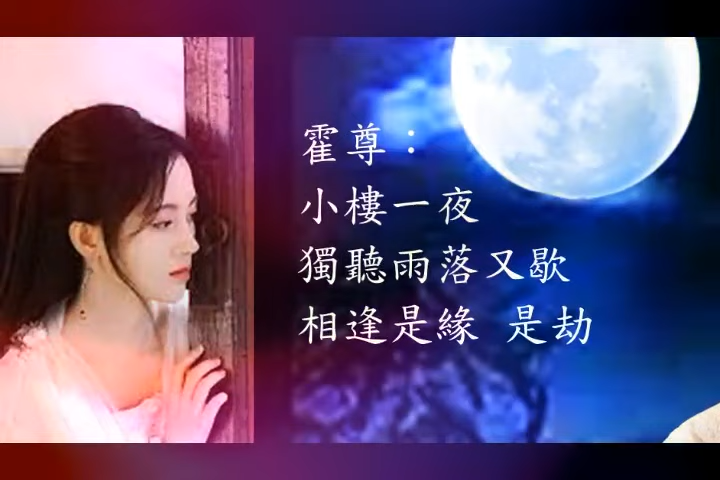 霍尊：
小樓一夜
獨聽雨落又歇
相逢是緣 是劫